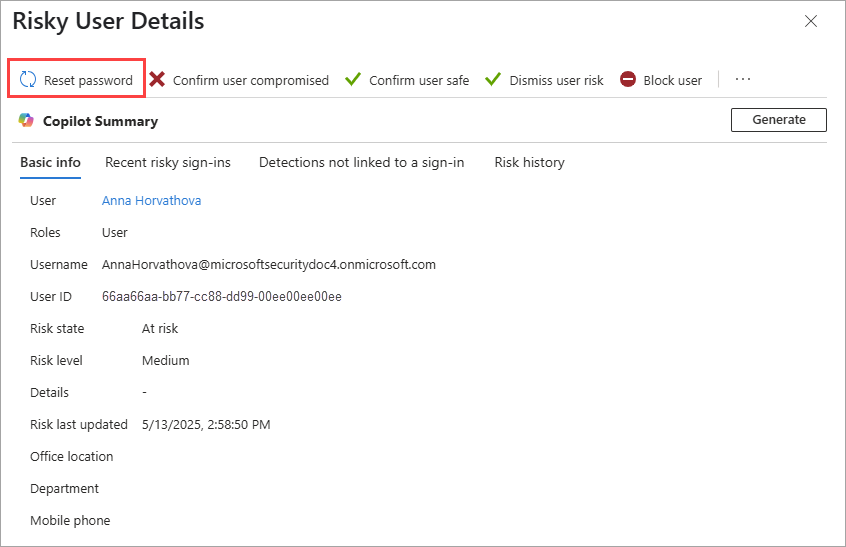 Risky User Details
Reset password Confirm user compromised Confirm user safe Dismiss user risk Block user ...
Copilot Summary Generate
Basic info Recent risky sign-ins Detections not linked to a sign-in Risk history
User Anna Horvathova
Roles User
Username AnnaHorvathova@microsoftsecuritydoc4.onmicrosoft.com
User ID 66aa66aa-bb77-cc88-dd99-00ee00ee00ee
Risk state At risk
Risk level Medium
Details -
Risk last updated 5/13/2025, 2:58:50 PM
Office location
Department
Mobile phone